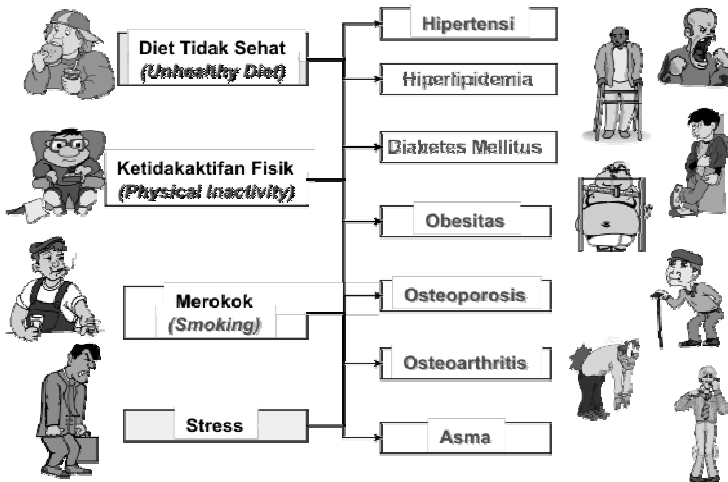 Diet Tidak Sehat
(Unhealthy Diet)
Ketidakaktifan Fisik
(Physical Inactivity)
Merokok
(Smoking)
Stress
Hipertensi
Hiperlipidemia
Diabetes Mellitus
Obesitas
Osteoporosis
Osteoarthritis
Asma